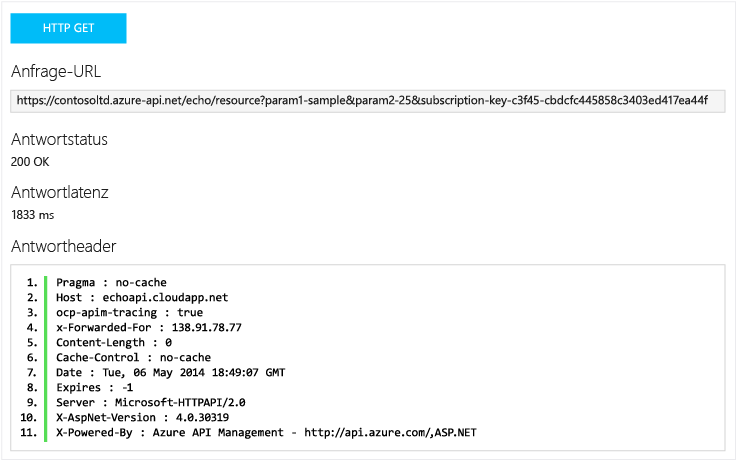 HTTP GET
Anfrage-URL
https://contosoltd.azure-api.net/echo/resource?param1-sample&param2-25&subscription-key-c3f45-cbdcfc445858c3403ed417ea44f
Antwortstatus
200 OK
Antwortlatenz
1833 ms
Antwortheader
1. Pragma : no-cache
2. Host : echoapi.cloudapp.net
3. ocp-apim-tracing : true
4. x-Forwarded-For : 138.91.78.77
5. Content-Length : 0
6. Cache-Control : no-cache
7. Date : Tue, 06 May 2014 18:49:07 GMT
8. Expires : -1
9. Server : Microsoft-HTTPAPI/2.0
10. X-AspNet-Version : 4.0.30319
11. X-Powered-By : Azure API Management - http://api.azure.com/,ASP.NET